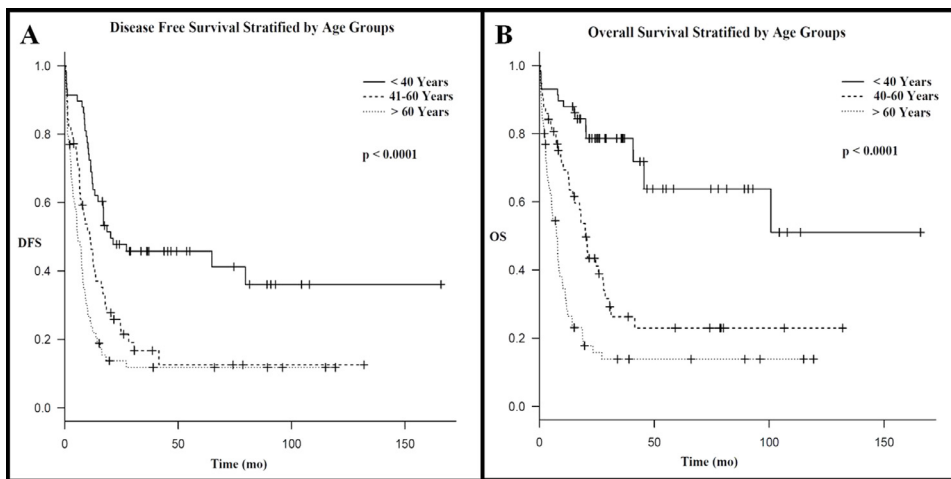 A
Disease Free Survival Stratified by Age Groups
1.0
0.8
0.6
0.4
0.2
0.0
DFS
< 40 Years
41-60 Years
> 60 Years
p < 0.0001
0 50 100 150
Time (mo)
B
Overall Survival Stratified by Age Groups
1.0
0.8
0.6
0.4
0.2
0.0
OS
< 40 Years
40-60 Years
> 60 Years
p < 0.0001
0 50 100 150
Time (mo)